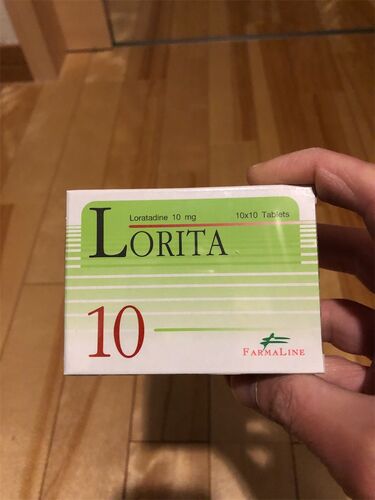 Loratadine 10 mg 10x10 Tablets
LORITA
10
FARMALINE